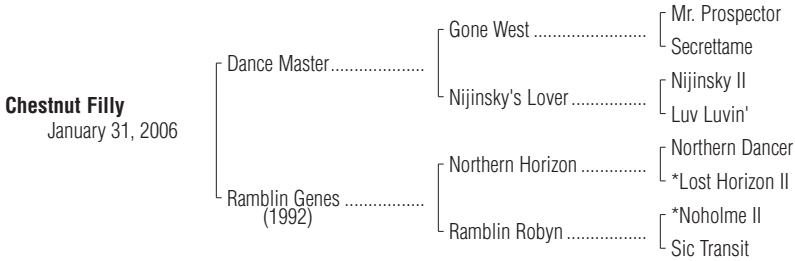 Mr. Prospector
Gone West ........................
Secrettame
Dance Master....................
Nijinsky II
Nijinsky's Lover................
Luv Luvin'
Chestnut Filly
January 31, 2006
Northern Dancer
Northern Horizon ..............
*Lost Horizon II
Ramblin Genes .................
(1992)
*Noholme II
Ramblin Robyn .................
Sic Transit